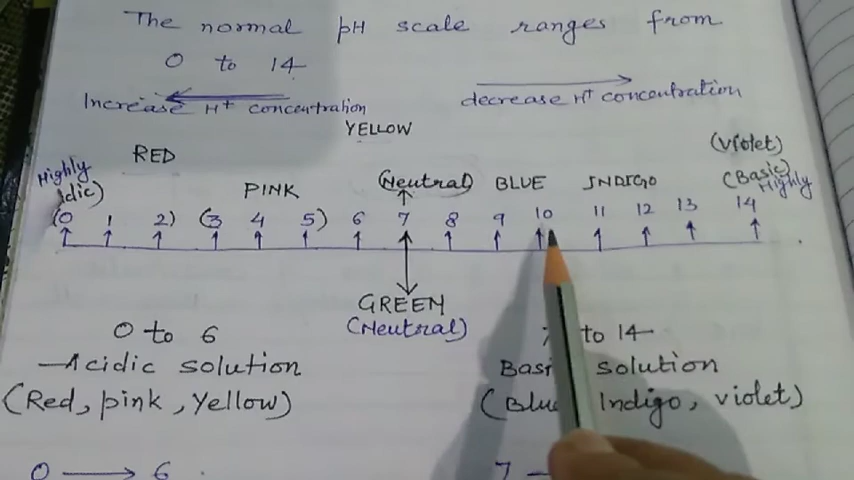 The normal pH scale ranges from
0 to 14
Increase H+ concentration decrease H+ concentration
YELLOW
RED (Violet)
Highly PINK (Neutral) BLUE INDIGO (Basic) Highly
(0 1 2) (3 4 5) 6 7 8 9 10 11 12 13 14
GREEN
(Neutral)
0 to 6 to 14
Acidic solution solution
(Red, pink, Yellow) (Blue Indigo, violet)
0 → 6 7